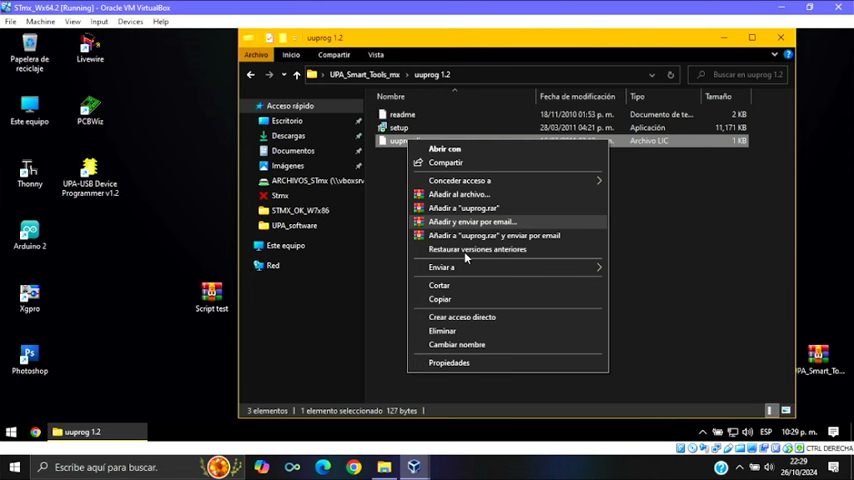 STmx_Wx64.2 [Running] - Oracle VM VirtualBox
File Machine View Input Devices Help
Papelera de reciclaje
Livewire
Este equipo
PCBWiz
Thonny
UPA-USB Device Programmer v1.2
Arduino 2
Xgpro
Script test
Photoshop
UPA_Smart_To...
uuprog 1.2
Archivo Inicio Compartir Vista
UPA_Smart_Tools_mx > uuprog 1.2
Buscar en uuprog 1.2
Nombre Fecha de modificación Tipo Tamaño
Acceso rápido
Escritorio
Descargas
Documentos
Imágenes
ARCHIVOS_STmx (\\vboxsrv
Stmx
STMX_OK_W7x86
UPA_software
Este equipo
Red
readme 18/11/2010 01:53 p. m. Documento de te... 2 KB
setup 28/03/2011 04:21 p. m. Aplicación 11,171 KB
Archivo LIC 1 KB
Abrir con
Compartir
Conceder acceso a
Añadir al archivo...
Añadir a "uuprog.rar"
Añadir y enviar por email...
Añadir a "uuprog.rar" y enviar por email
Restaurar versiones anteriores
Enviar a
Cortar
Copiar
Crear acceso directo
Eliminar
Cambiar nombre
Propiedades
3 elementos 1 elemento seleccionado 127 bytes
uuprog 1.2
ESP 10:29 p. m.
CTRL DERECHA
Escribe aquí para buscar.
22:29
26/10/2024